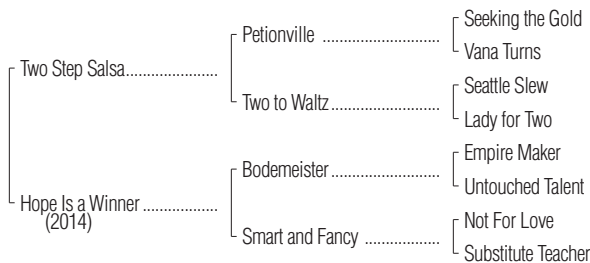 Seeking the Gold
Petionville ..........................
Vana Turns
Two Step Salsa.....................
Seattle Slew
Two to Waltz.........................
Lady for Two
Empire Maker
Bodemeister .........................
Untouched Talent
Hope Is a Winner .................
(2014)
Not For Love
Smart and Fancy .................
Substitute Teacher